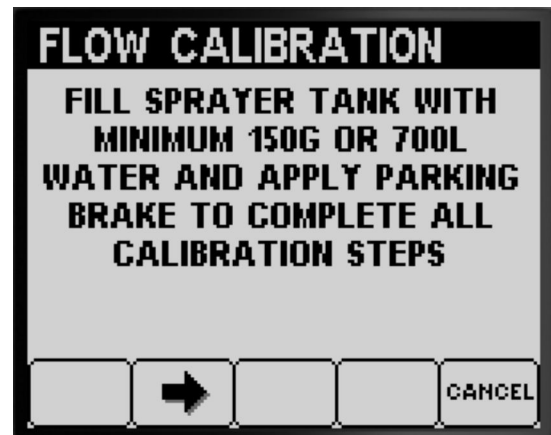 FLOW CALIBRATION
FILL SPRAYER TANK WITH
MINIMUM 150G OR 700L
WATER AND APPLY PARKING
BRAKE TO COMPLETE ALL
CALIBRATION STEPS
CANCEL